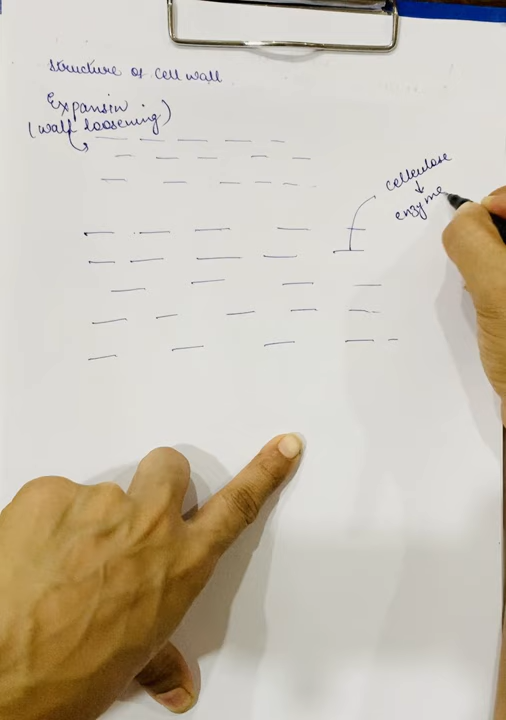 structure of cell wall
Expansin
(wall loosening)
cellulase
↓
enzyme